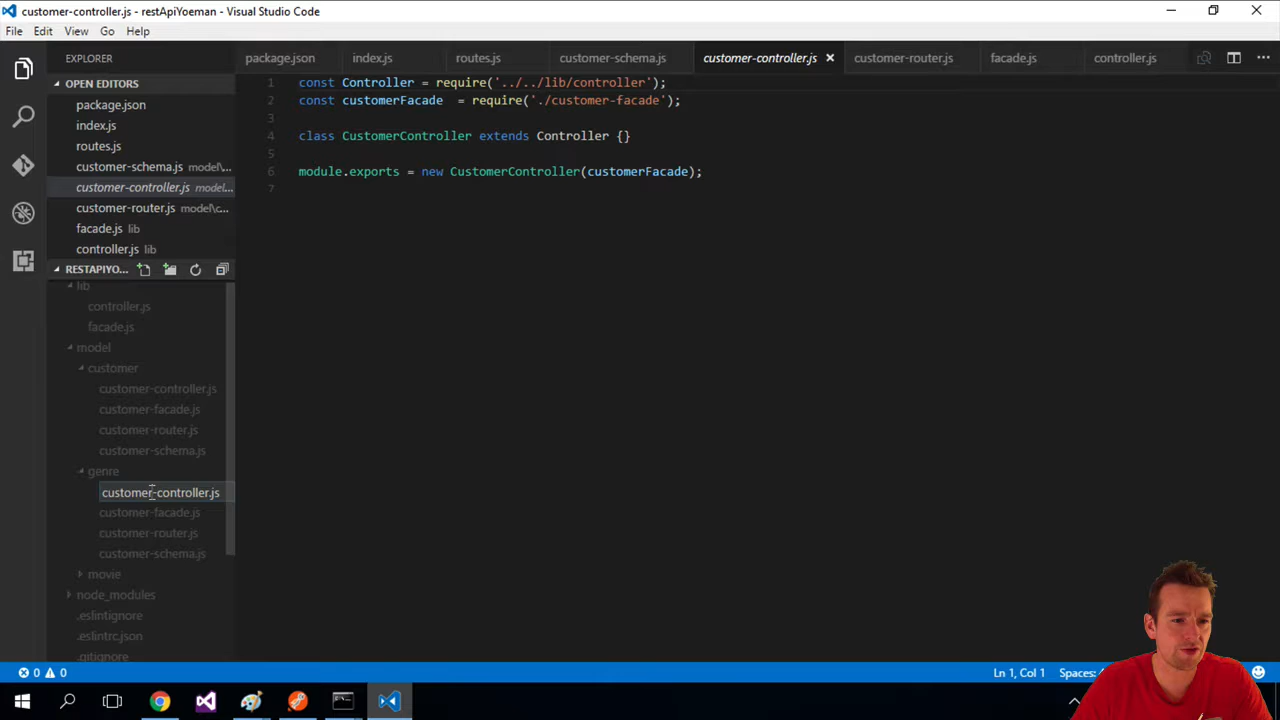 customer-controller.js - restApiYoeman - Visual Studio Code
File Edit View Go Help
EXPLORER
package.json index.js routes.js customer-schema.js customer-controller.js customer-router.js facade.js controller.js
OPEN EDITORS
package.json
index.js
routes.js
customer-schema.js model\...
customer-controller.js model...
customer-router.js model\c...
facade.js lib
controller.js lib
RESTAPIYO...
lib
controller.js
facade.js
model
customer
customer-controller.js
customer-facade.js
customer-router.js
customer-schema.js
genre
customer-controller.js
customer-facade.js
customer-router.js
customer-schema.js
movie
node_modules
.eslintignore
.eslintrc.json
.gitignore
1 const Controller = require('../../lib/controller');
2 const customerFacade = require('./customer-facade');
3
4 class CustomerController extends Controller {}
5
6 module.exports = new CustomerController(customerFacade);
7
0 0 Ln 1, Col 1 Spaces: